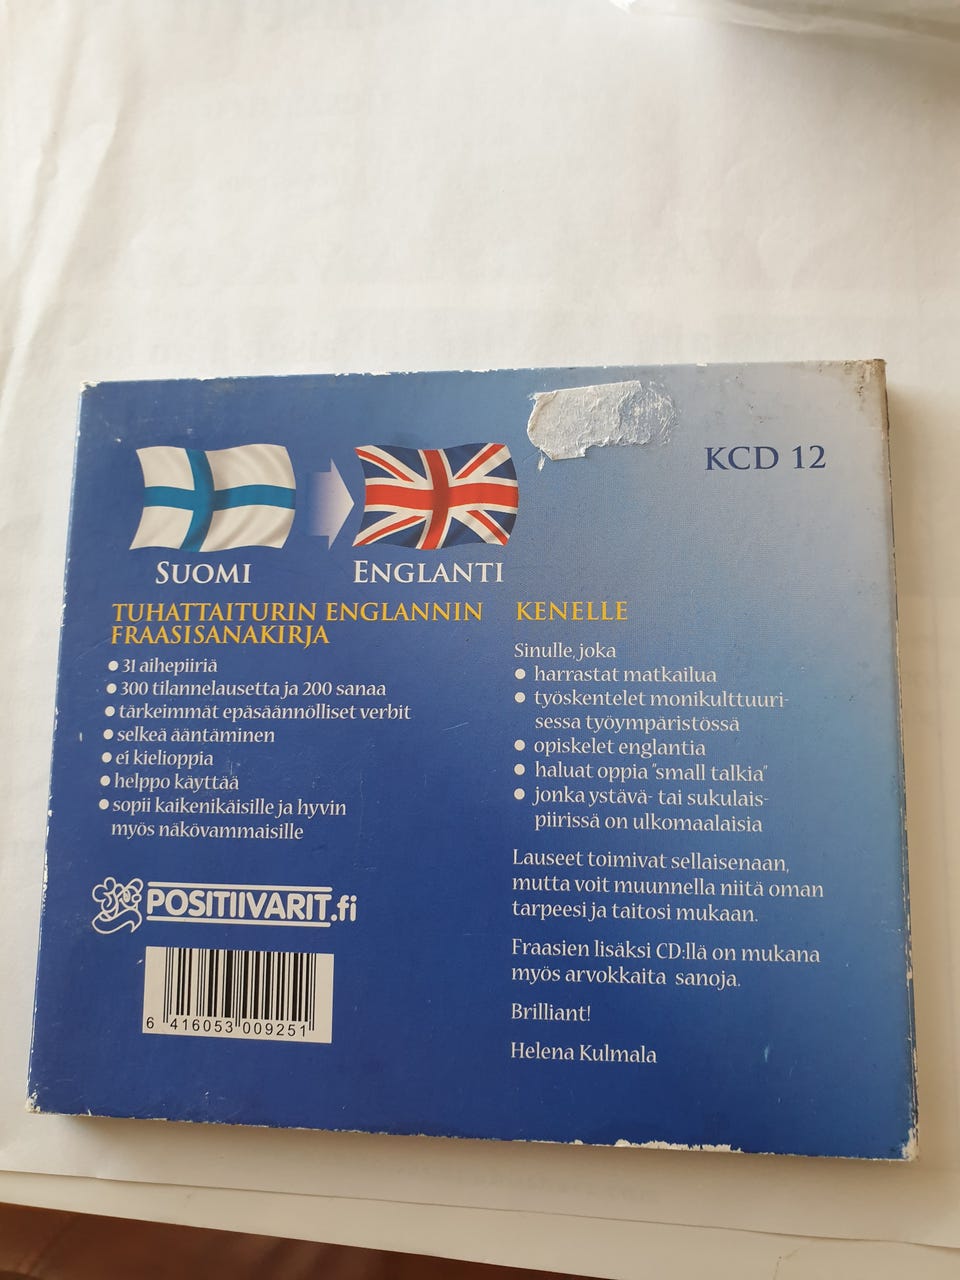 KCD 12
SUOMI
ENGLANTI
TUHATTAITURIN ENGLANNIN
FRAASISANAKIRJA
● 31 aihepiiriä
● 300 tilannelausetta ja 200 sanaa
● tärkeimmät epäsäännölliset verbit
● selkeä ääntäminen
● ei kielioppia
● helppo käyttää
● sopii kaikenikäisille ja hyvin
myös näkövammaisille
POSITIIVARIT.fi
6 416053 009251
KENELLE
Sinulle, joka
● harrastat matkailua
● työskentelet monikulttuuri-
sessa työympäristössä
● opiskelet englantia
● haluat oppia "small talkia"
● jonka ystävä- tai sukulais-
piirissä on ulkomaalaisia
Lauseet toimivat sellaisenaan,
mutta voit muunnella niitä oman
tarpeesi ja taitosi mukaan.
Fraasien lisäksi CD:llä on mukana
myös arvokkaita sanoja.
Brilliant!
Helena Kulmala